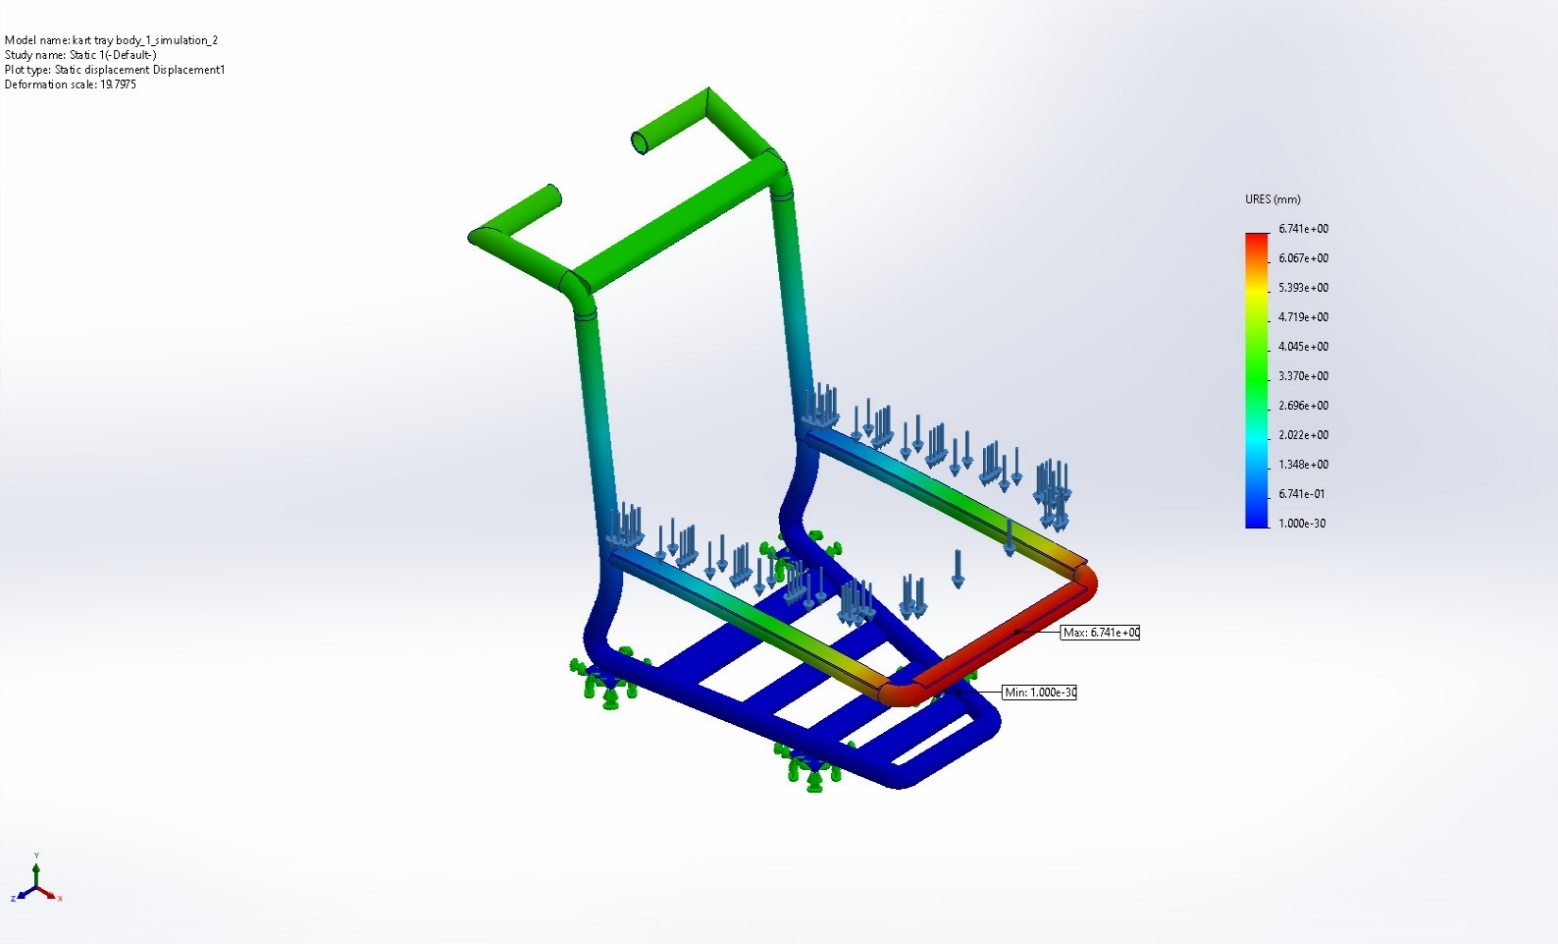 Model name: kart tray body_1_simulation_2
Study name: Static 1(-Default-)
Plot type: Static displacement Displacement1
Deformation scale: 19.7975
URES (mm)
6.741e+00
6.067e+00
5.393e+00
4.719e+00
4.045e+00
3.370e+00
2.696e+00
2.022e+00
1.348e+00
6.741e-01
1.000e-30
Max: 6.741e+00
Min: 1.000e-30
Y
Z
X